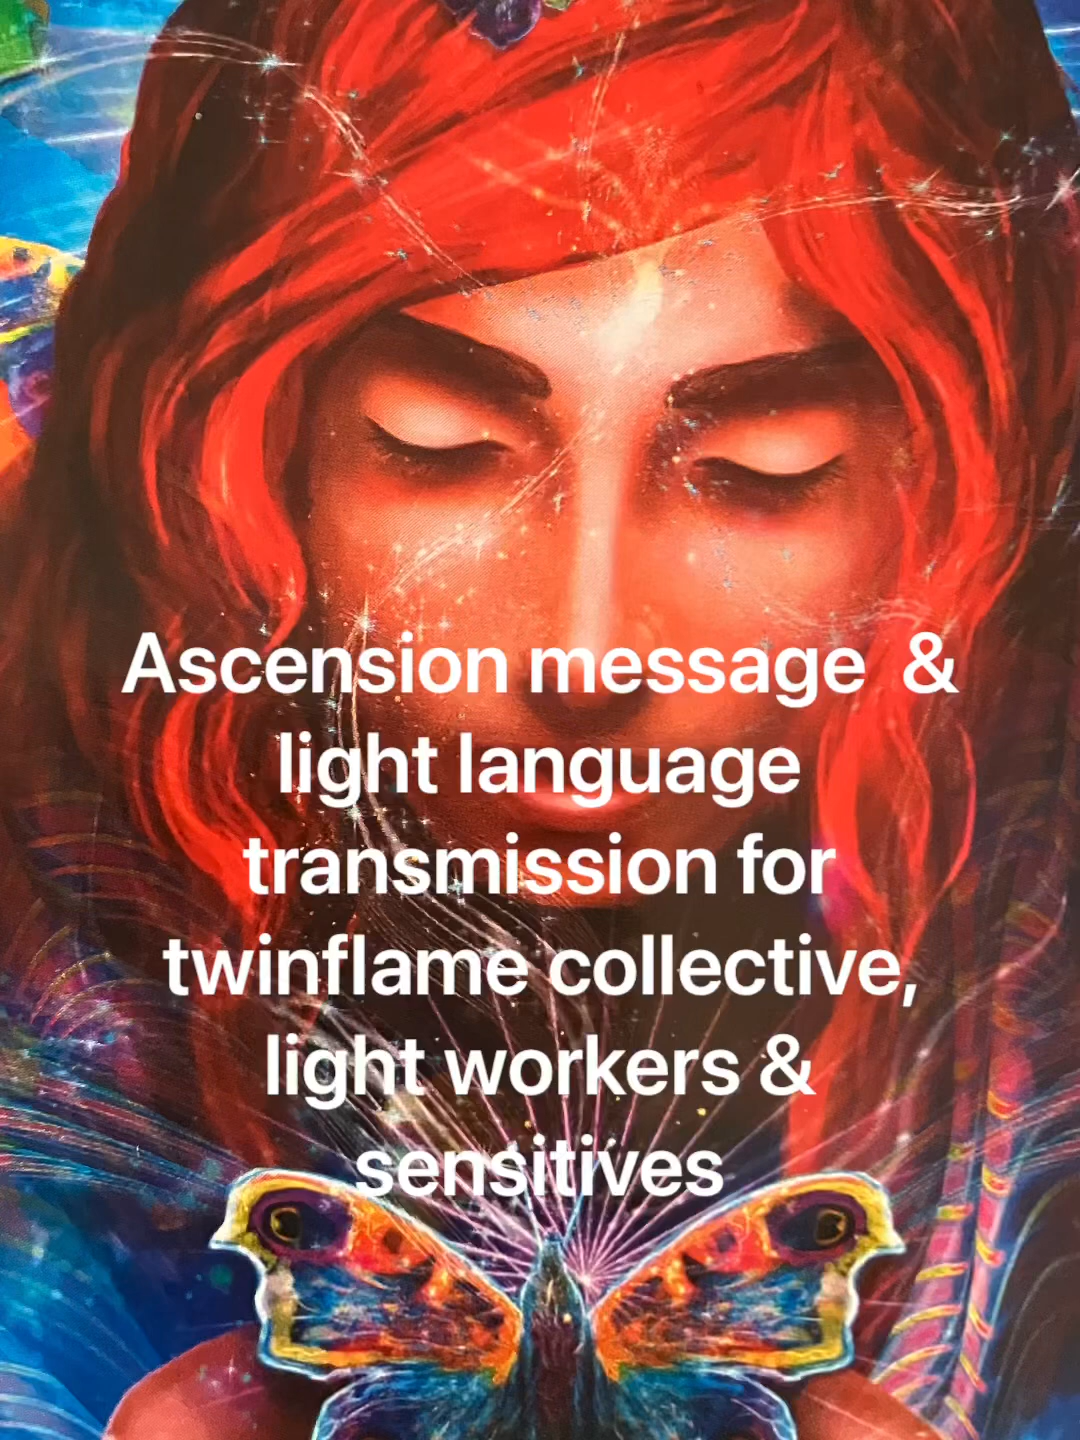 Ascension message  &
light language
transmission for
twinflame collective,
light workers &
sensitives